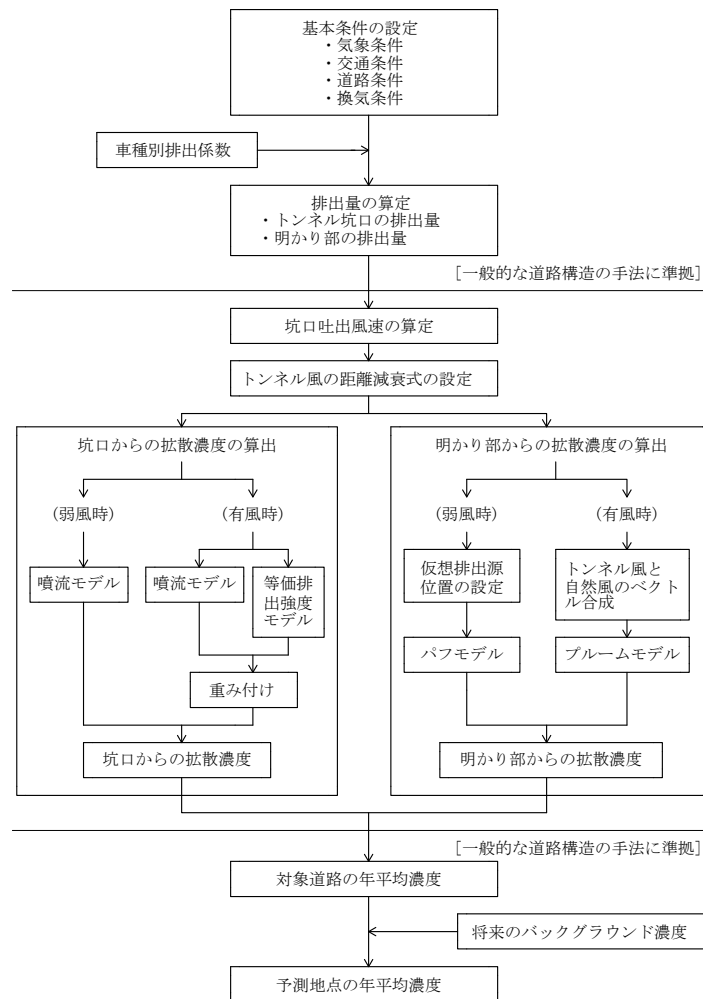 基本条件の設定
・気象条件
・交通条件
・道路条件
・換気条件
車種別排出係数
排出量の算定
・トンネル坑口の排出量
・明かり部の排出量
[一般的な道路構造の手法に準拠]
坑口吐出風速の算定
トンネル風の距離減衰式の設定
坑口からの拡散濃度の算出
(弱風時)
(有風時)
噴流モデル
噴流モデル
等価排
出強度
モデル
重み付け
坑口からの拡散濃度
明かり部からの拡散濃度の算出
(弱風時)
(有風時)
仮想排出源
位置の設定
トンネル風と
自然風のベクト
ル合成
パフモデル
プルームモデル
明かり部からの拡散濃度
[一般的な道路構造の手法に準拠]
対象道路の年平均濃度
将来のバックグラウンド濃度
予測地点の年平均濃度